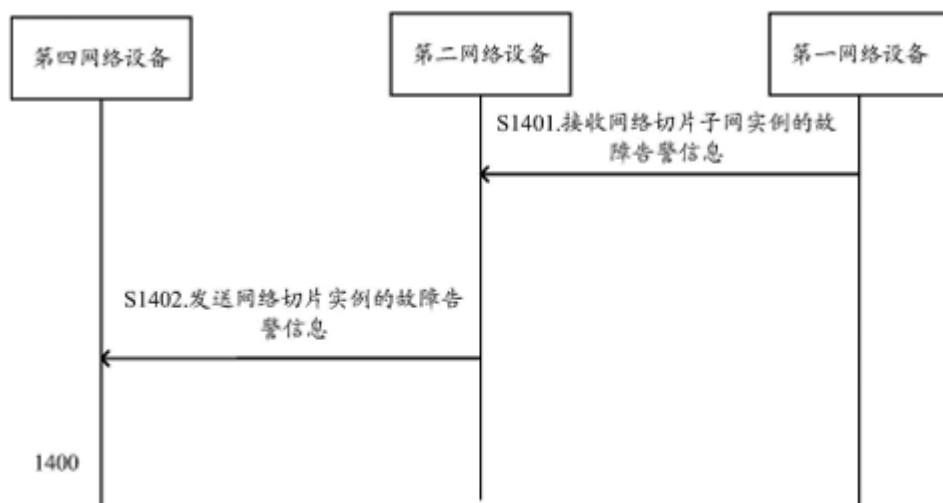 第四网络设备
第二网络设备
第一网络设备
S1401.接收网络切片子网实例的故
障告警信息
S1402.发送网络切片实例的故障告
警信息
1400